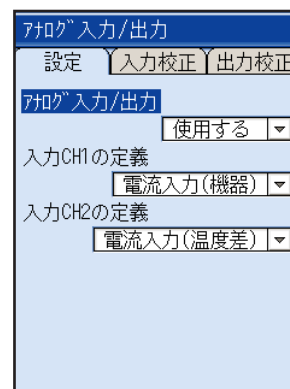 ｱﾅﾛｸﾞ入力/出力
設定 入力校正 出力校正
ｱﾅﾛｸﾞ入力/出力
使用する
入力CH1の定義
電流入力(機器)
入力CH2の定義
電流入力(温度差)